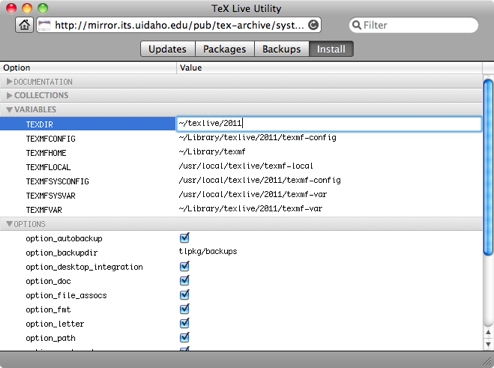 TeX Live Utility
http://mirror.its.uidaho.edu/pub/tex-archive/syst...
Filter
Updates Packages Backups Install
Option Value
DOCUMENTATION
COLLECTIONS
VARIABLES
TEXDIR ~/texlive/2011
TEXMFCONFIG ~/Library/texlive/2011/texmf-config
TEXMFHOME ~/Library/texmf
TEXMFLOCAL /usr/local/texlive/texmf-local
TEXMFSYSCONFIG /usr/local/texlive/2011/texmf-config
TEXMFSYSVAR /usr/local/texlive/2011/texmf-var
TEXMFVAR ~/Library/texlive/2011/texmf-var
OPTIONS
option_autobackup
option_backupdir tlpkg/backups
option_desktop_integration
option_doc
option_file_assocs
option_fmt
option_letter
option_path